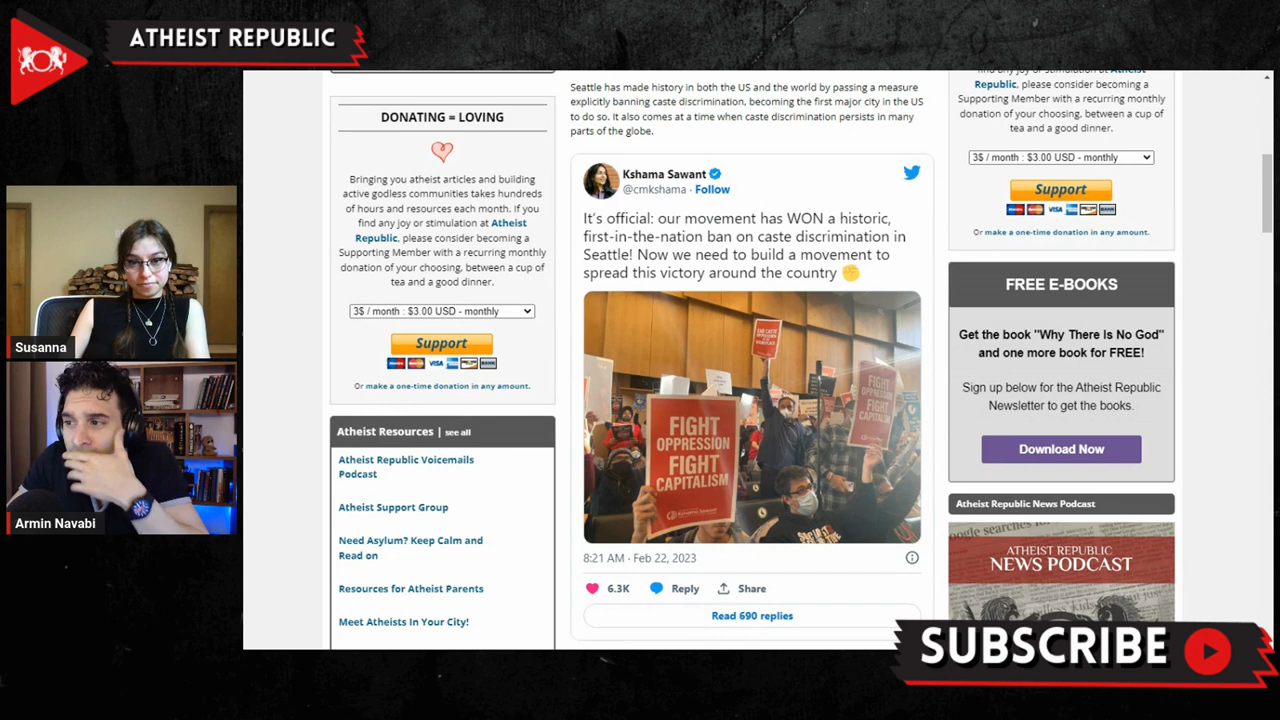 ATHEIST REPUBLIC
Susanna
Armin Navabi
DONATING = LOVING
Bringing you atheist articles and building
active godless communities takes hundreds
of hours and resources each month. If you
find any joy or stimulation at Atheist
Republic, please consider becoming a
Supporting Member with a recurring monthly
donation of your choosing, between a cup of
tea and a good dinner.
3$ / month : $3.00 USD - monthly
Support
VISA
BANK
Or make a one-time donation in any amount.
Atheist Resources | see all
Atheist Republic Voicemails
Podcast
Atheist Support Group
Need Asylum? Keep Calm and
Read on
Resources for Atheist Parents
Meet Atheists In Your City!
Seattle has made history in both the US and the world by passing a measure
explicitly banning caste discrimination, becoming the first major city in the US
to do so. It also comes at a time when caste discrimination persists in many
parts of the globe.
Kshama Sawant
@cmkshama · Follow
It's official: our movement has WON a historic,
first-in-the-nation ban on caste discrimination in
Seattle! Now we need to build a movement to
spread this victory around the country ✊
FIGHT
OPPRESSION
FIGHT
CAPITALISM
FIGHT
OPPRESSION
FIGHT
CAPITALISM
8:21 AM · Feb 22, 2023
6.3K
Reply
Share
Read 690 replies
find any joy or stimulation at Atheist
Republic, please consider becoming a
Supporting Member with a recurring monthly
donation of your choosing, between a cup of
tea and a good dinner.
3$ / month : $3.00 USD - monthly
Support
VISA
BANK
Or make a one-time donation in any amount.
FREE E-BOOKS
Get the book "Why There Is No God"
and one more book for FREE!
Sign up below for the Atheist Republic
Newsletter to get the books.
Download Now
Atheist Republic News Podcast
ATHEIST REPUBLIC
NEWS PODCAST
SUBSCRIBE